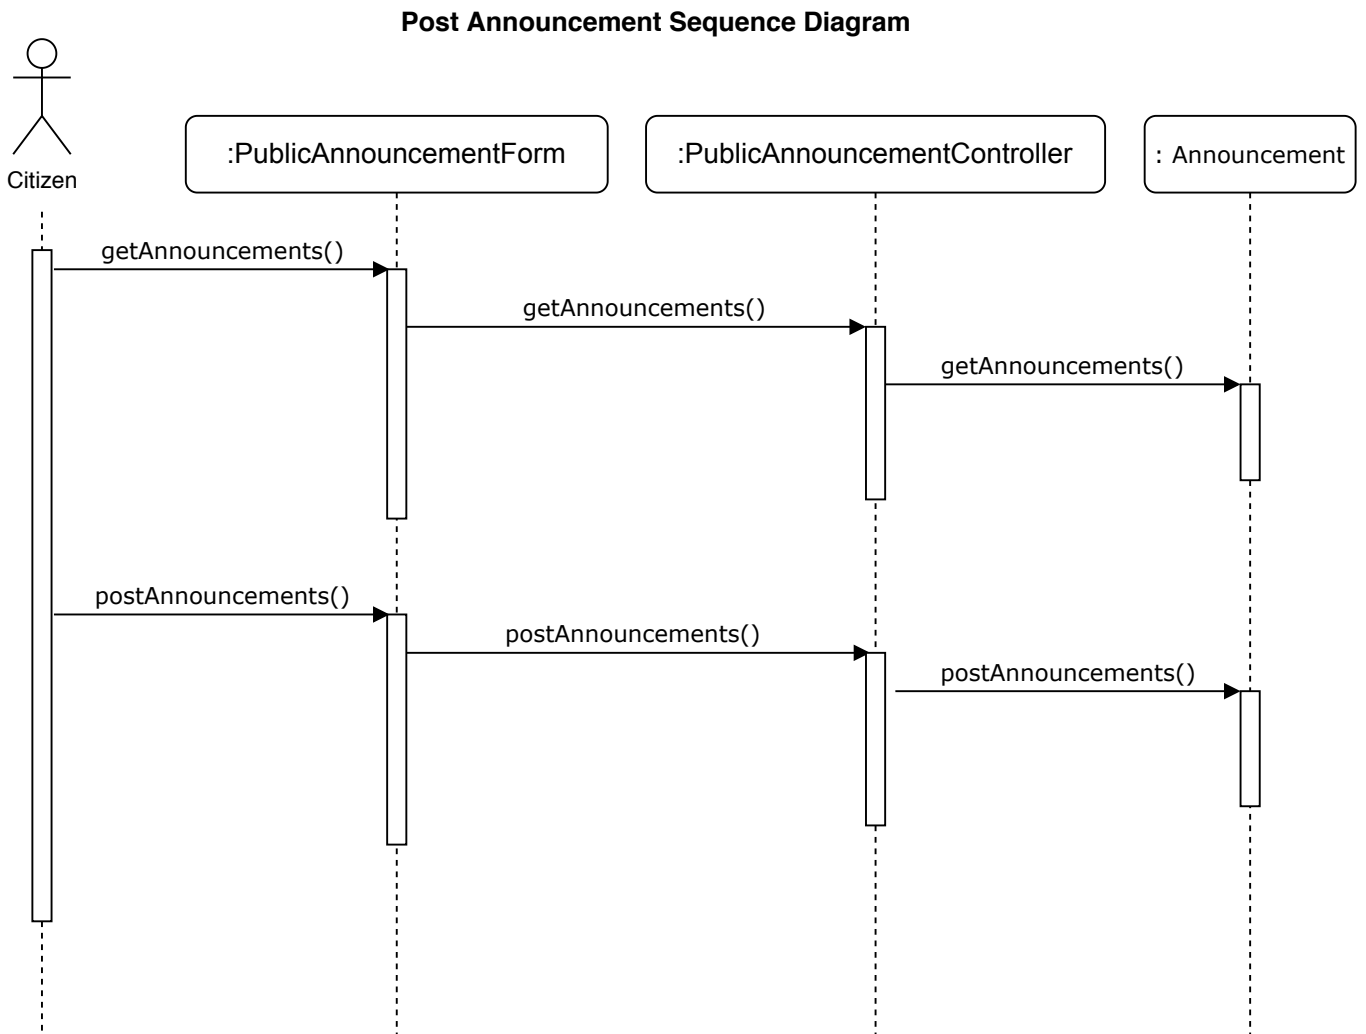 Post Announcement Sequence Diagram
Citizen
:PublicAnnouncementForm
:PublicAnnouncementController
: Announcement
getAnnouncements()
getAnnouncements()
getAnnouncements()
postAnnouncements()
postAnnouncements()
postAnnouncements()